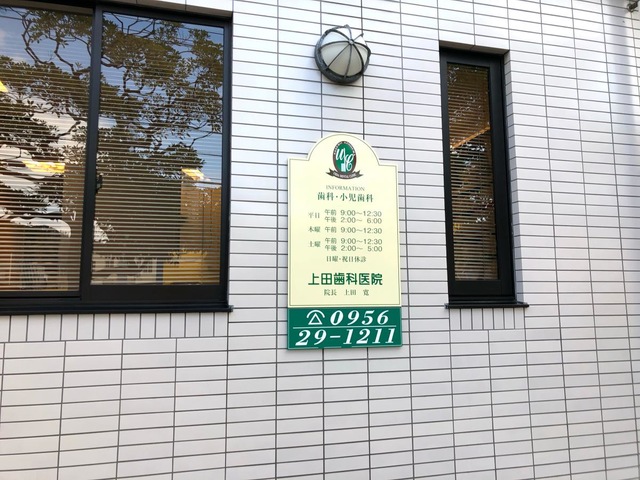 INFORMATION
歯科・小児歯科
平日 午前 9:00～12:30
午後 2:00～ 6:00
木曜 午前 9:00～12:30
土曜 午前 9:00～12:30
午後 2:00～ 5:00
日曜・祝日休診
上田歯科医院
院長 上田 寛
☎0956
29-1211